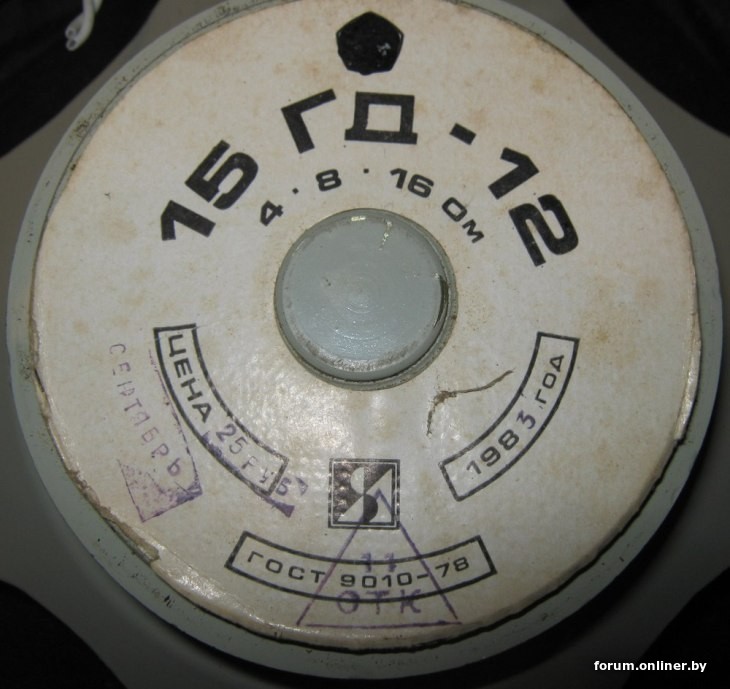 15 ГД - 12
4 · 8 · 16 Ом
ЦЕНА 25 РУБ
СЕНТЯБРЬ
1983 ГОД
ГОСТ 9010-78
11
ОТК
forum.onliner.by